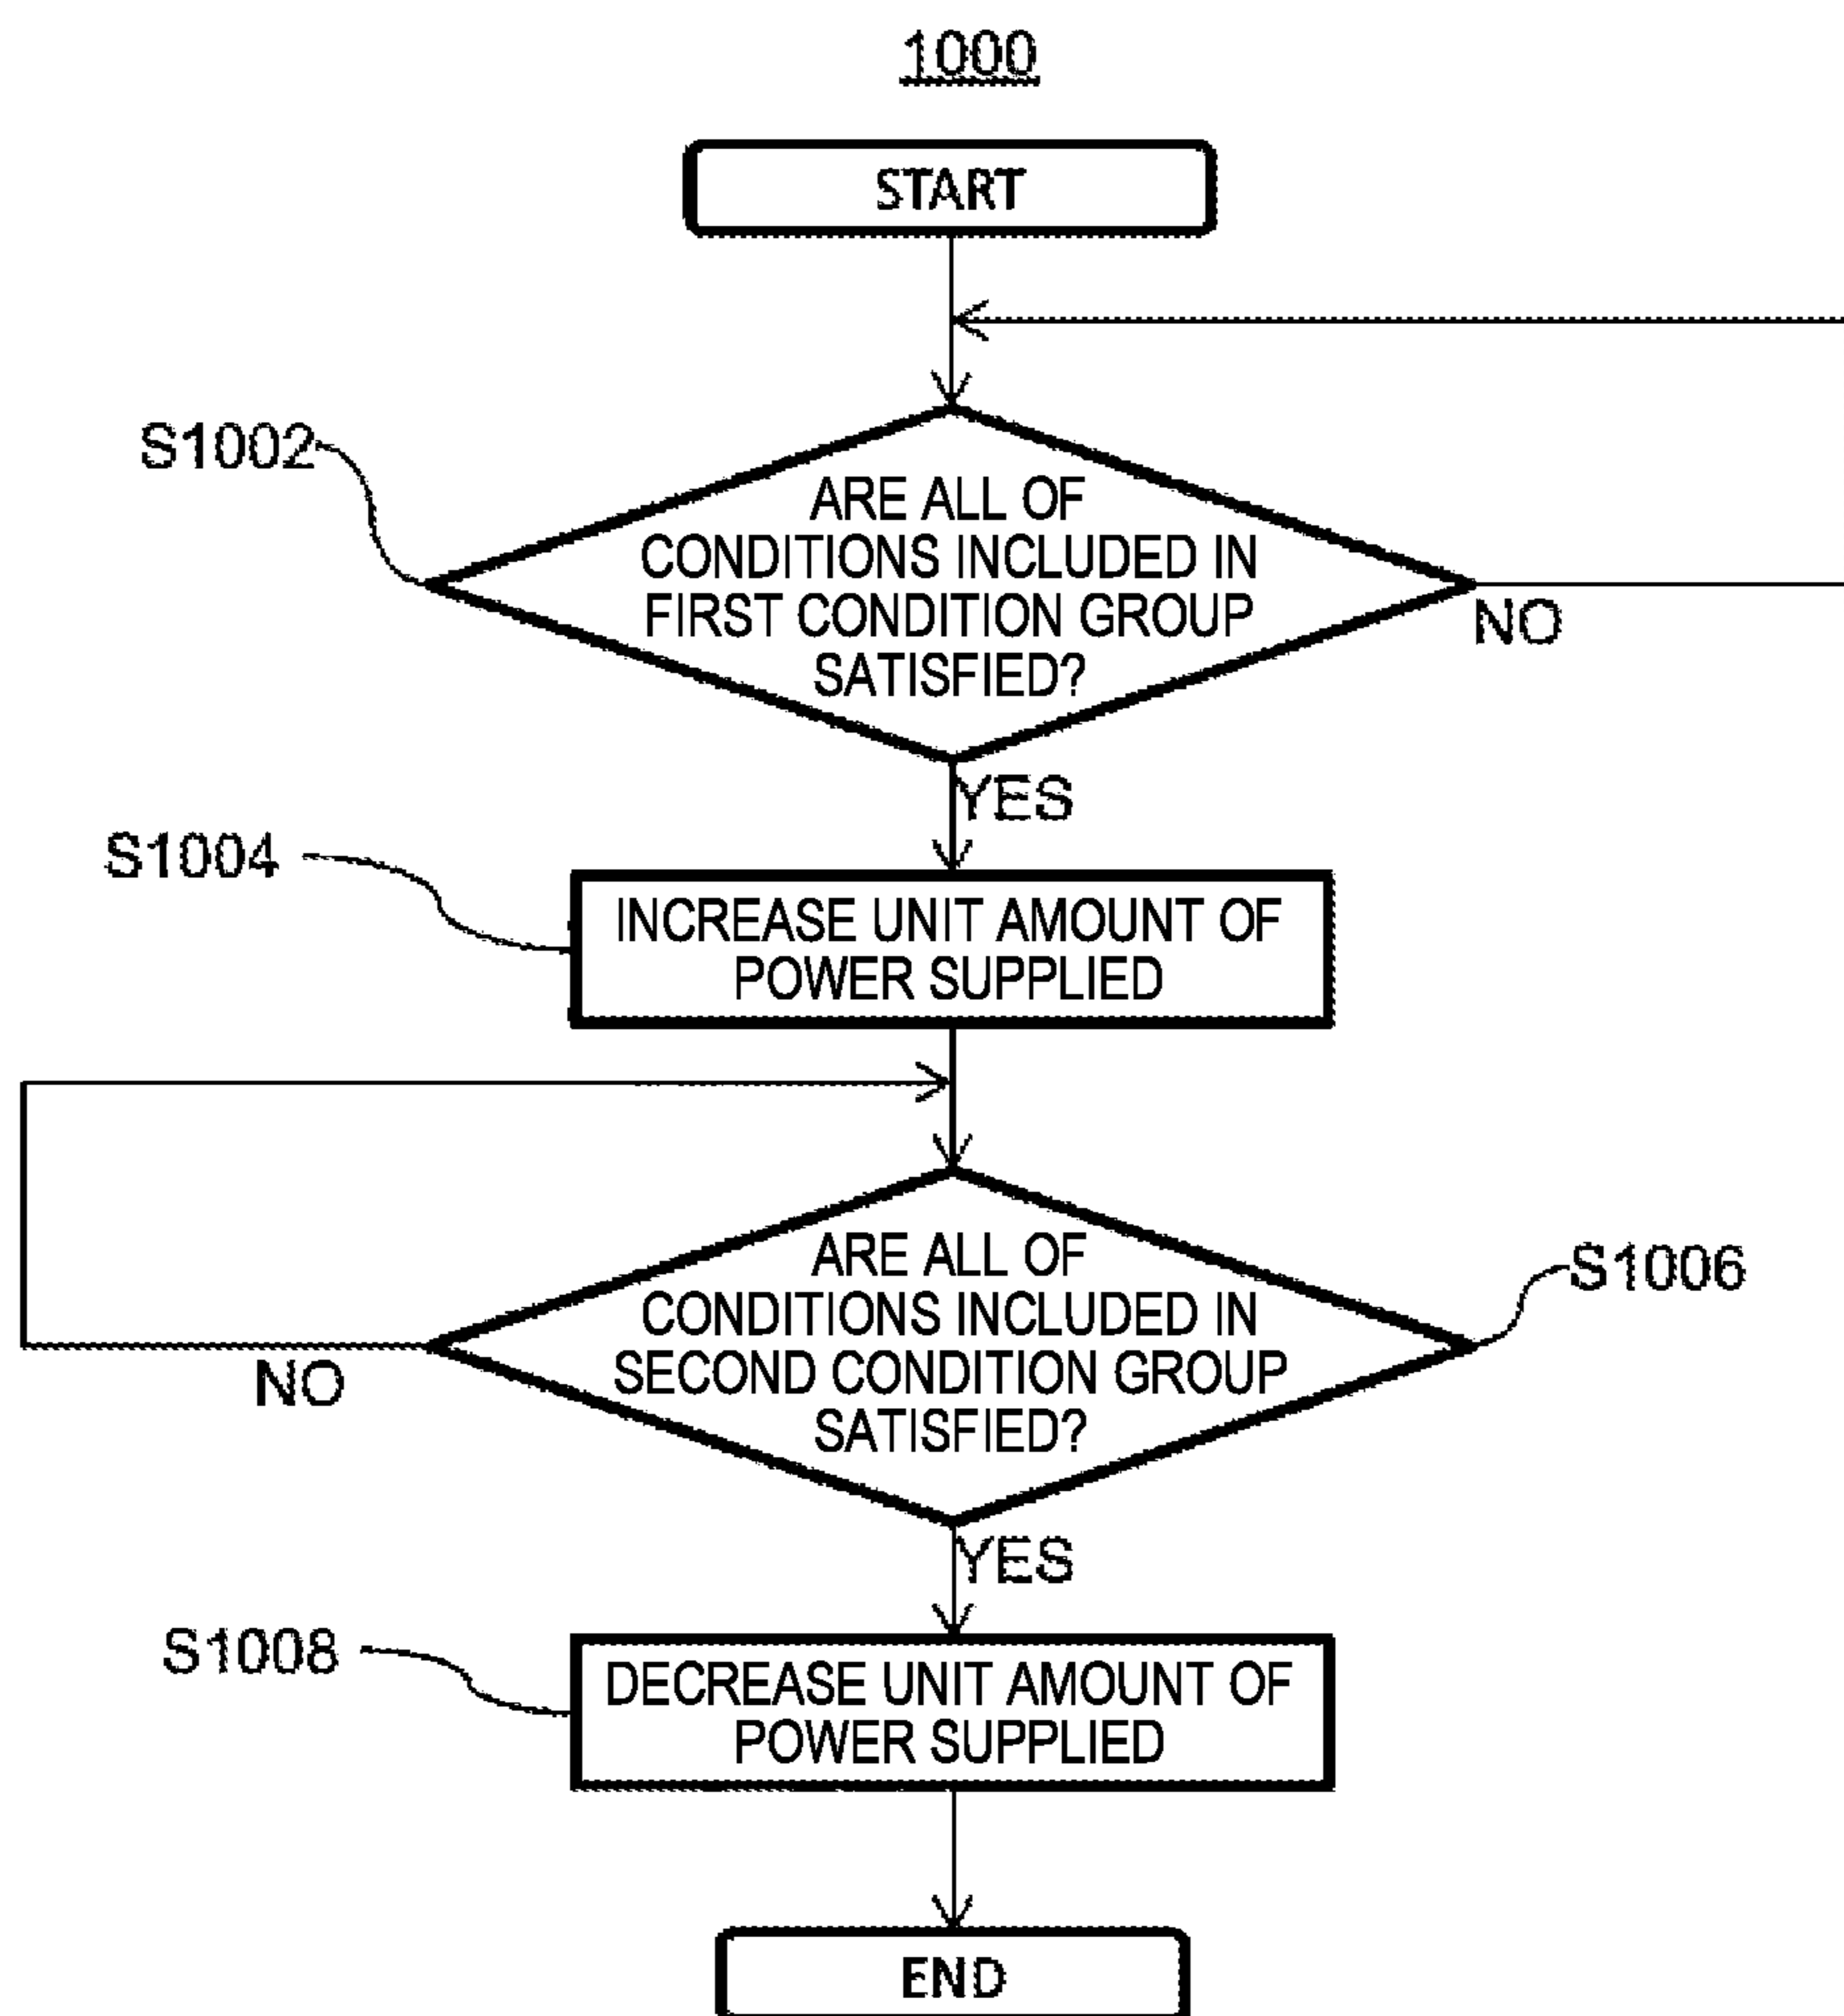 1000
START
S1002
ARE ALL OF
CONDITIONS INCLUDED IN
FIRST CONDITION GROUP
SATISFIED?
NO
YES
S1004
INCREASE UNIT AMOUNT OF
POWER SUPPLIED
ARE ALL OF
CONDITIONS INCLUDED IN
SECOND CONDITION GROUP
SATISFIED?
S1006
NO
YES
S1008
DECREASE UNIT AMOUNT OF
POWER SUPPLIED
END